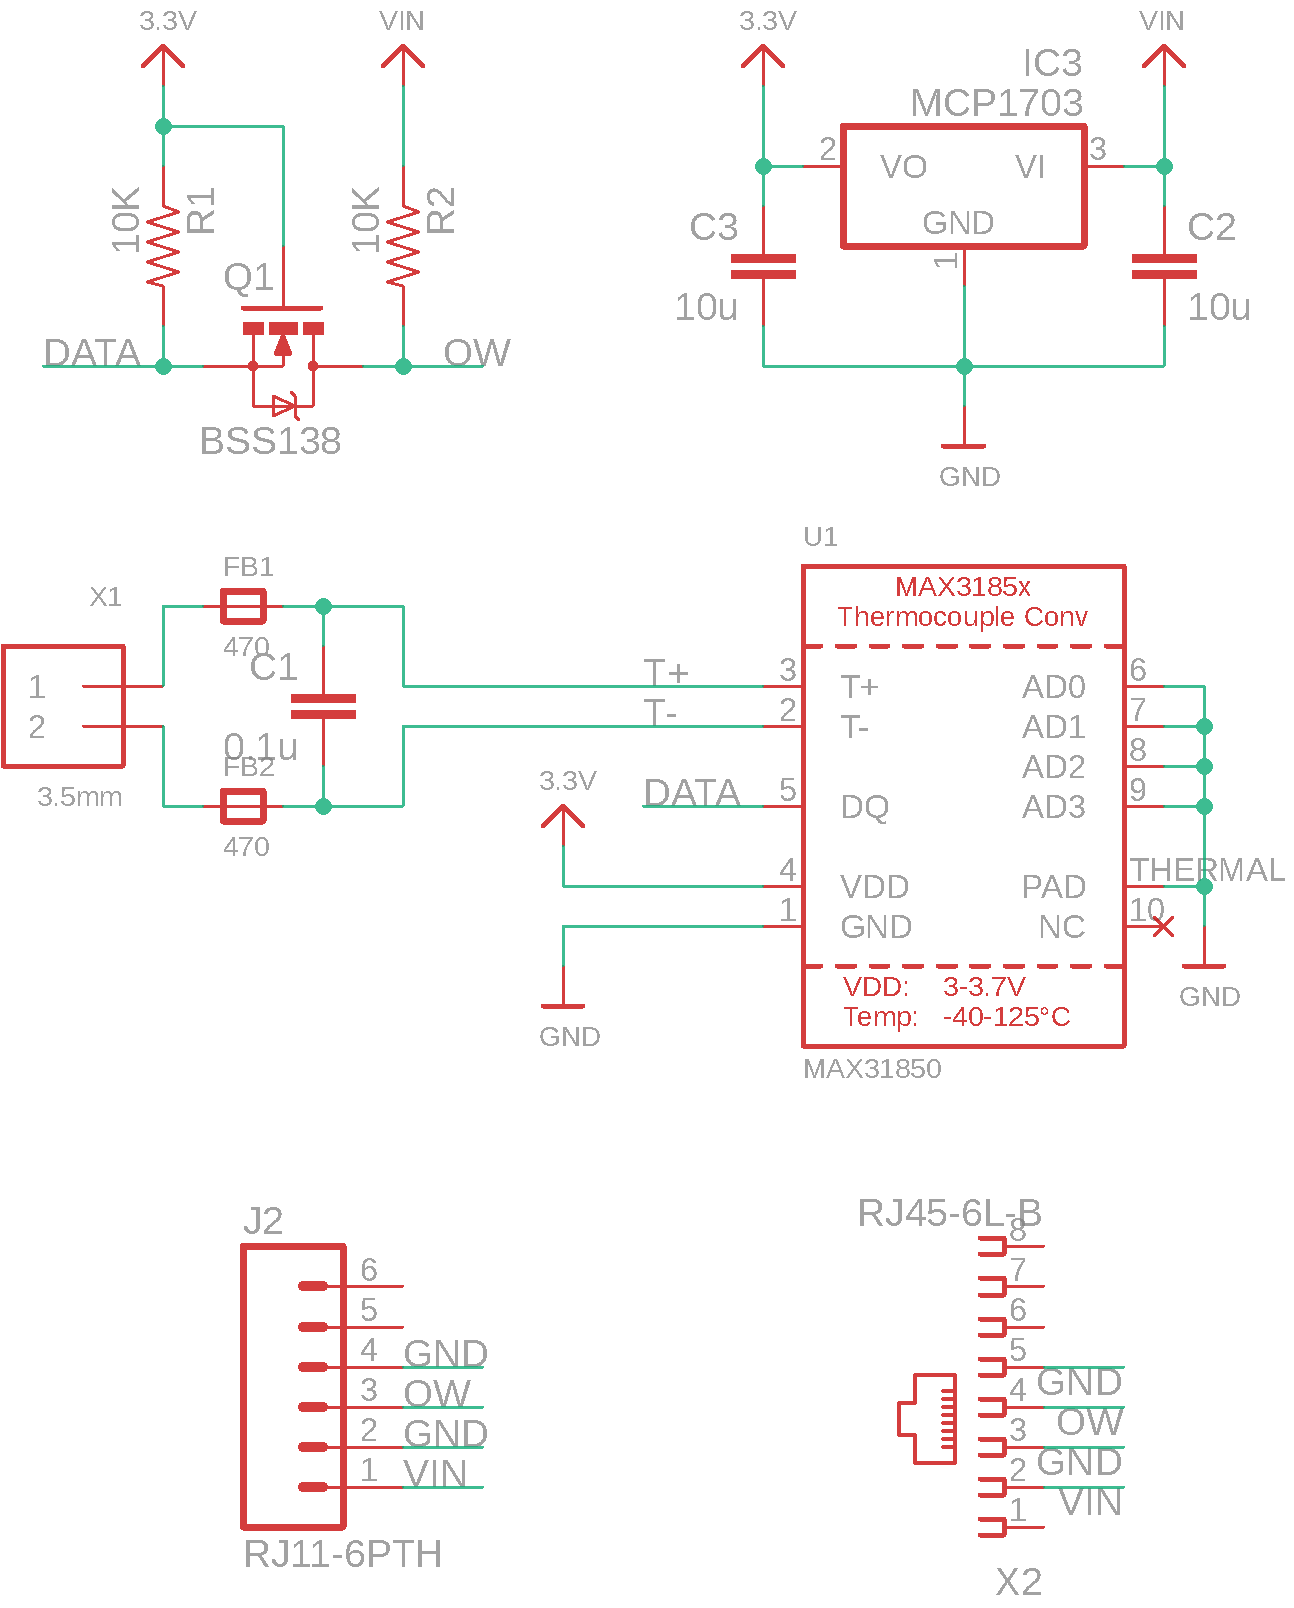 3.3V
VIN
10K
R1
10K
R2
Q1
DATA
OW
BSS138
3.3V
VIN
IC3
MCP1703
2
VO
VI
3
GND
1
C3
10u
C2
10u
GND
X1
1
2
3.5mm
FB1
470
C1
0.1u
FB2
470
U1
MAX3185x
Thermocouple Conv
T+
3
T+
AD0
6
T-
2
T-
AD1
7
AD2
8
3.3V
DATA
5
DQ
AD3
9
4
VDD
PAD
THERMAL
1
GND
NC
10
VDD: 3-3.7V
Temp: -40-125°C
GND
GND
MAX31850
J2
6
5
4 GND
3 OW
2 GND
1 VIN
RJ11-6PTH
RJ45-6L-B
8
7
6
5
GND
4
OW
3
GND
2
VIN
1
X2